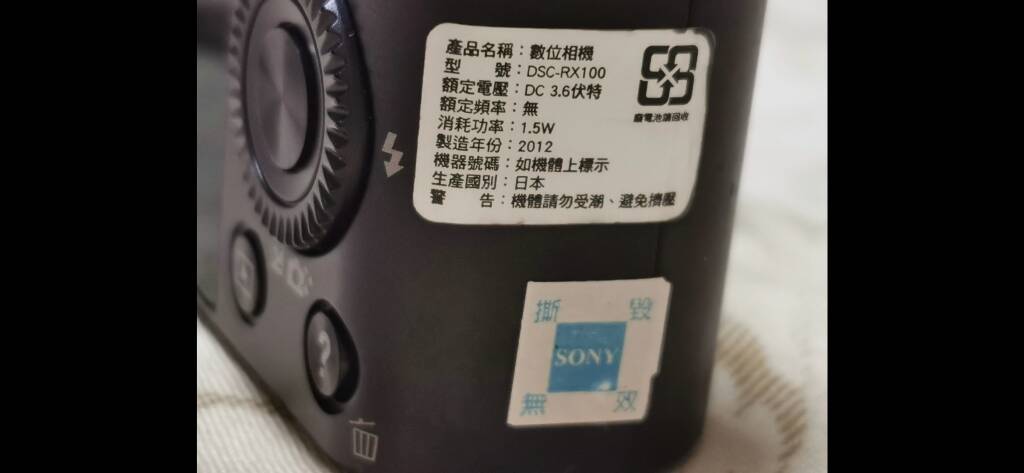 產品名稱：數位相機
型　　號：DSC-RX100
額定電壓：DC 3.6伏特
額定頻率：無
消耗功率：1.5W
製造年份：2012
機器號碼：如機體上標示
生產國別：日本
警　　告：機體請勿受潮、避免擠壓
廢電池請回收
撕 毀
SONY
無 效
?